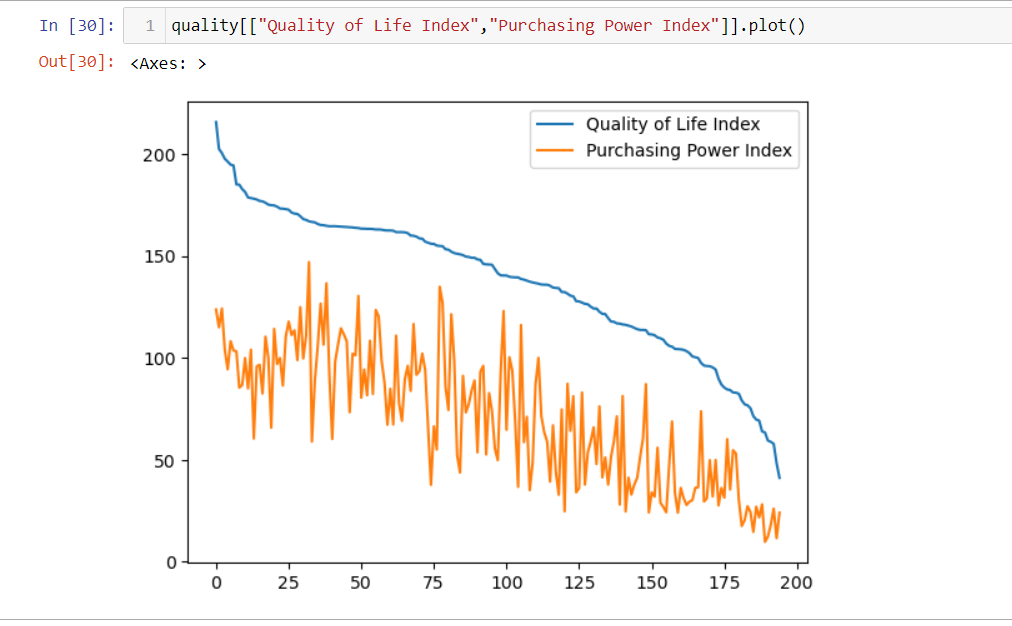 In [30]: 1 quality[["Quality of Life Index","Purchasing Power Index"]].plot()
Out[30]: <Axes: >
Quality of Life Index
Purchasing Power Index
200
150
100
50
0
0 25 50 75 100 125 150 175 200